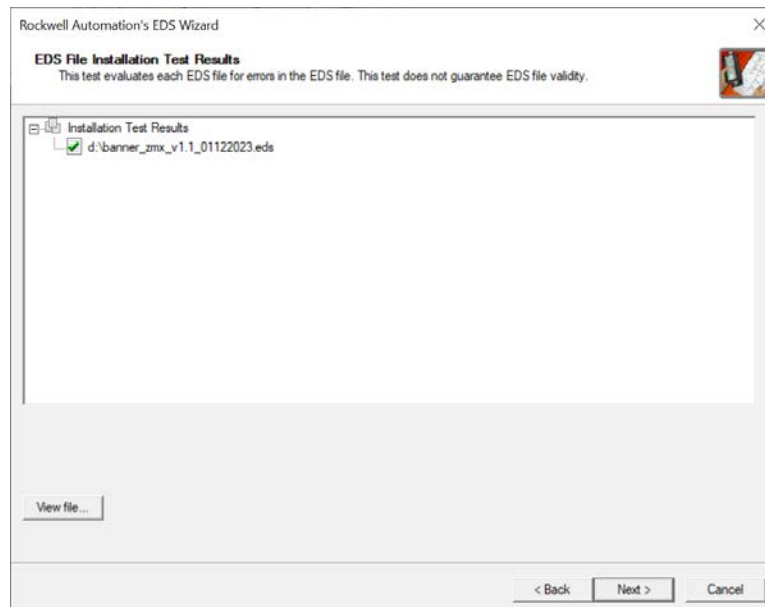 Rockwell Automation's EDS Wizard
EDS File Installation Test Results
This test evaluates each EDS file for errors in the EDS file. This test does not guarantee EDS file validity.
Installation Test Results
d:\banner_zmx_v1.1_01122023.eds
View file...
< Back Next > Cancel